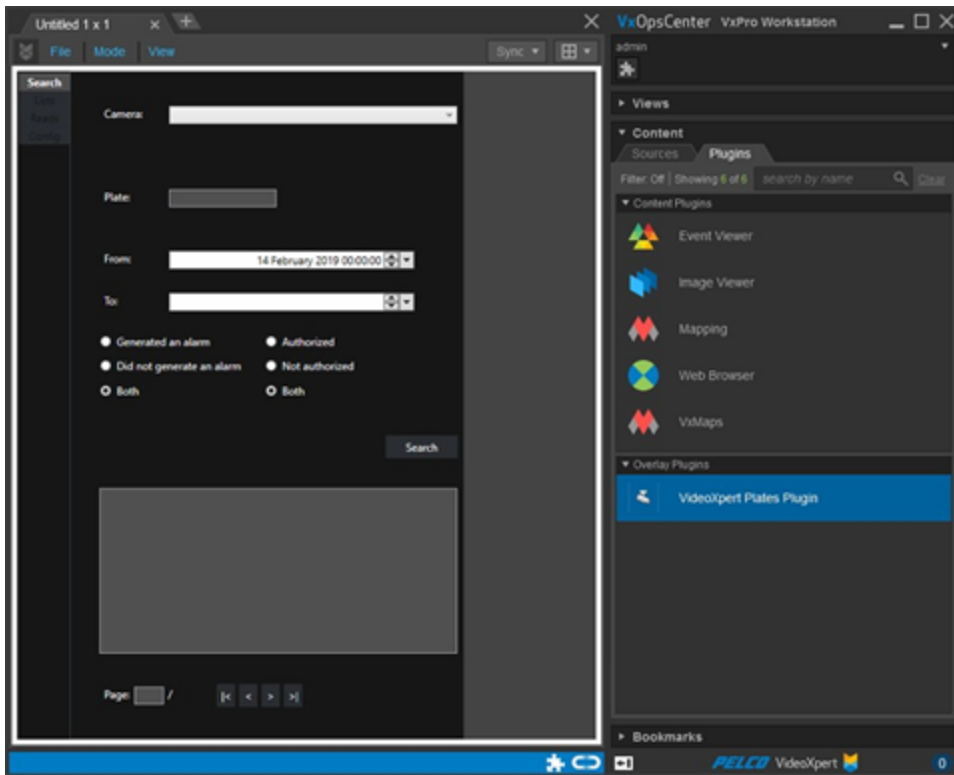 Untitled 1 x 1
File Mode View
Sync
Search
Lists
Reads
Config
Camera:
Plate:
From: 14 February 2019 00:00:00
To:
Generated an alarm Authorized
Did not generate an alarm Not authorized
Both Both
Search
Page: /
|< < > >|
VxOpsCenter VxPro Workstation
admin
Views
Content
Sources Plugins
Filter: Off | Showing 6 of 6 search by name Clear
Content Plugins
Event Viewer
Image Viewer
Mapping
Web Browser
VxMaps
Overlay Plugins
VideoXpert Plates Plugin
Bookmarks
PELCO VideoXpert 0